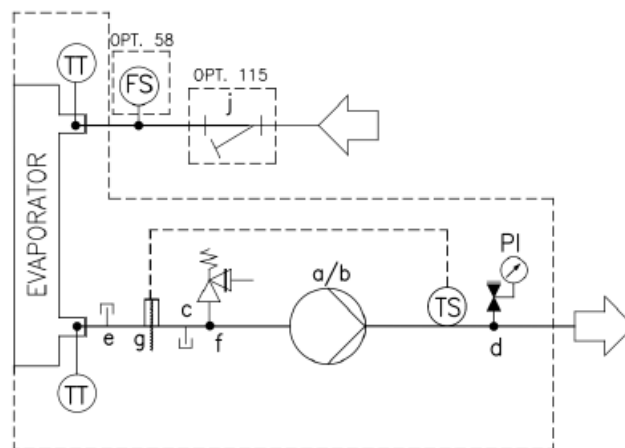 OPT. 58
TT
FS
OPT. 115
j
EVAPORATOR
PI
a/b
TS
c
e
g
f
d
TT